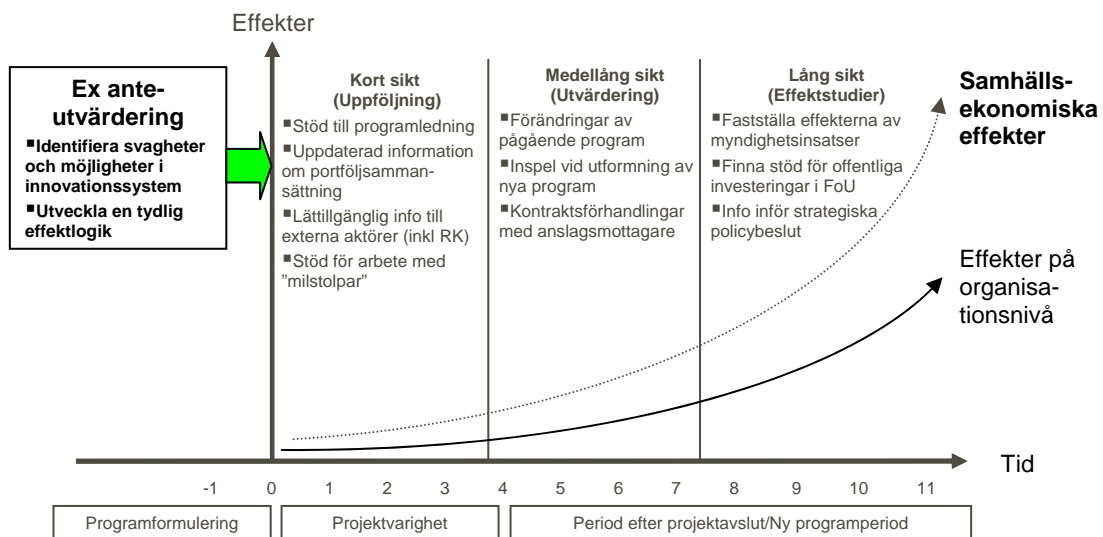 Effekter
Ex ante-
utvärdering
▪Identifiera svagheter
och möjligheter i
innovationssystem
▪Utveckla en tydlig
effektlogik
Kort sikt
(Uppföljning)
▪Stöd till programledning
▪Uppdaterad information
om portföljsamman-
sättning
▪Lättillgänglig info till
externa aktörer (inkl RK)
▪Stöd för arbete med
”milstolpar”
Medellång sikt
(Utvärdering)
▪Förändringar av
pågående program
▪Inspel vid utformning av
nya program
▪Kontraktsförhandlingar
med anslagsmottagare
Lång sikt
(Effektstudier)
▪Fastställa effekterna av
myndighetsinsatser
▪Finna stöd för offentliga
investeringar i FoU
▪Info inför strategiska
policybeslut
Samhälls-
ekonomiska
effekter
Effekter på
organisa-
tionsnivå
Tid
-1 0 1 2 3 4 5 6 7 8 9 10 11
Programformulering
Projektvarighet
Period efter projektavslut/Ny programperiod